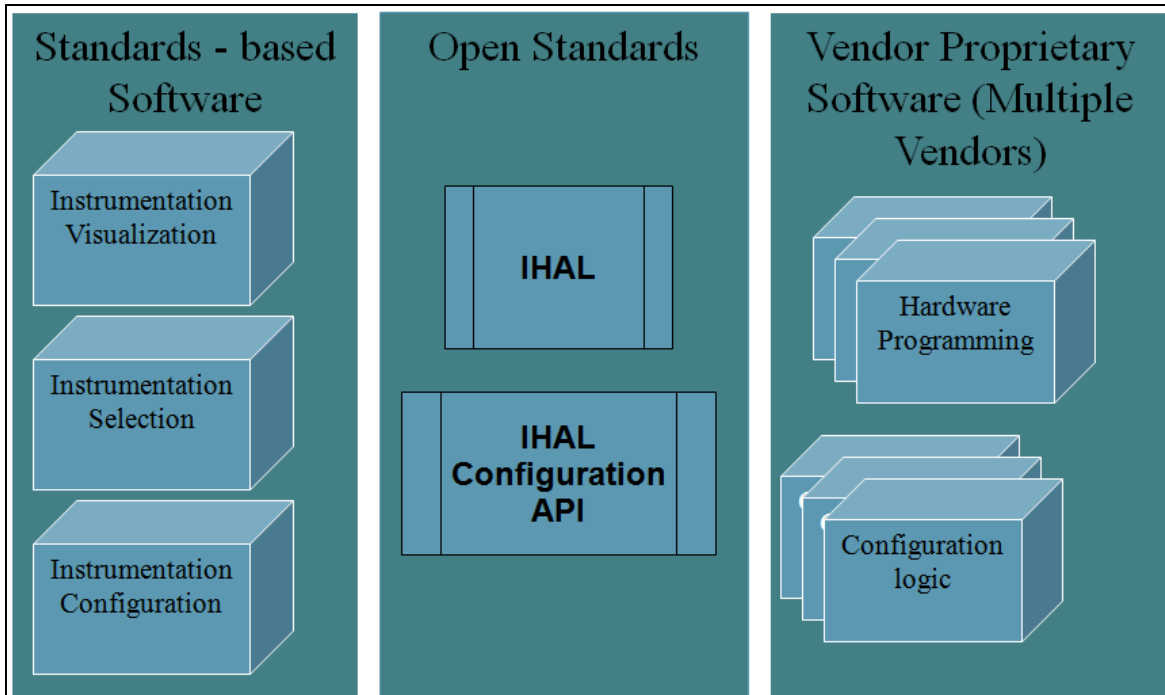 Standards - based
Software
Instrumentation
Visualization
Instrumentation
Selection
Instrumentation
Configuration
Open Standards
IHAL
IHAL
Configuration
API
Vendor Proprietary
Software (Multiple
Vendors)
Hardware
Programming
Configuration
logic